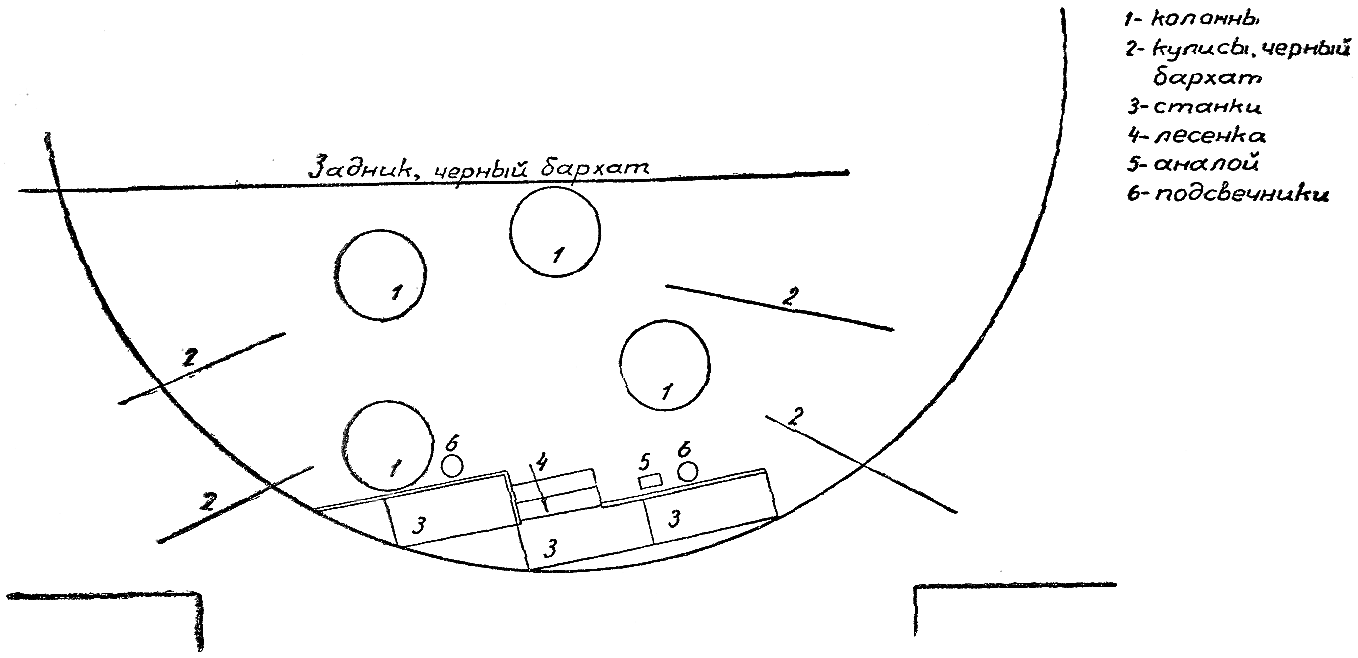 1- колонны
2- кулисы, черный
бархат
3- станки
4- лесенка
5- аналой
6- подсвечники
Задник, черный бархат
1
1
2
2
1
2
1
2
6
4
5
6
3
3
3